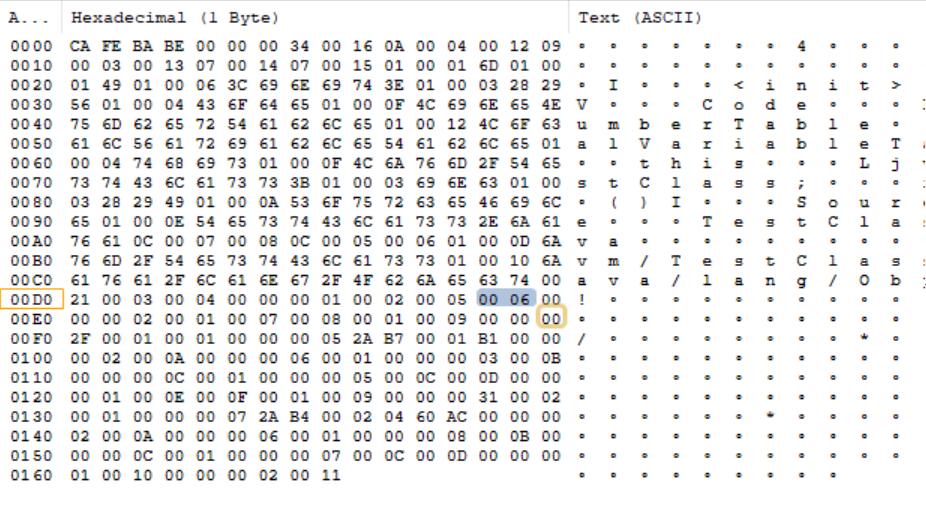 A... Hexadecimal (1 Byte) Text (ASCII)
0000 CA FE BA BE 00 00 00 34 00 16 0A 00 04 00 12 09 ∘ ∘ ∘ ∘ ∘ ∘ ∘ 4 ∘ ∘ ∘
0010 00 03 00 13 07 00 14 07 00 15 01 00 01 6D 01 00 ∘ ∘ ∘ ∘ ∘ ∘ ∘ ∘ ∘ ∘ ∘
0020 01 49 01 00 06 3C 69 6E 69 74 3E 01 00 03 28 29 ∘ I ∘ ∘ ∘ < i n i t >
0030 56 01 00 04 43 6F 64 65 01 00 0F 4C 69 6E 65 4E V ∘ ∘ ∘ C o d e ∘ ∘ ∘
0040 75 6D 62 65 72 54 61 62 6C 65 01 00 12 4C 6F 63 u m b e r T a b l e ∘
0050 61 6C 56 61 72 69 61 62 6C 65 54 61 62 6C 65 01 a l V a r i a b l e T
0060 00 04 74 68 69 73 01 00 0F 4C 6A 76 6D 2F 54 65 ∘ ∘ t h i s ∘ ∘ ∘ L j
0070 73 74 43 6C 61 73 73 3B 01 00 03 69 6E 63 01 00 s t C l a s s ; ∘ ∘ ∘
0080 03 28 29 49 01 00 0A 53 6F 75 72 63 65 46 69 6C ∘ ( ) I ∘ ∘ ∘ S o u r
0090 65 01 00 0E 54 65 73 74 43 6C 61 73 73 2E 6A 61 e ∘ ∘ ∘ T e s t C l a
00A0 76 61 0C 00 07 00 08 0C 00 05 00 06 01 00 0D 6A v a ∘ ∘ ∘ ∘ ∘ ∘ ∘ ∘ ∘
00B0 76 6D 2F 54 65 73 74 43 6C 61 73 73 01 00 10 6A v m / T e s t C l a s
00C0 61 76 61 2F 6C 61 6E 67 2F 4F 62 6A 65 63 74 00 a v a / l a n g / O b
00D0 21 00 03 00 04 00 00 00 01 00 02 00 05 00 06 00 ! ∘ ∘ ∘ ∘ ∘ ∘ ∘ ∘ ∘ ∘
00E0 00 00 02 00 01 00 07 00 08 00 01 00 09 00 00 00 ∘ ∘ ∘ ∘ ∘ ∘ ∘ ∘ ∘ ∘ ∘
00F0 2F 00 01 00 01 00 00 00 05 2A B7 00 01 B1 00 00 / ∘ ∘ ∘ ∘ ∘ ∘ ∘ ∘ * ∘
0100 00 02 00 0A 00 00 00 06 00 01 00 00 00 03 00 0B ∘ ∘ ∘ ∘ ∘ ∘ ∘ ∘ ∘ ∘ ∘
0110 00 00 00 0C 00 01 00 00 00 05 00 0C 00 0D 00 00 ∘ ∘ ∘ ∘ ∘ ∘ ∘ ∘ ∘ ∘ ∘
0120 00 01 00 0E 00 0F 00 01 00 09 00 00 00 31 00 02 ∘ ∘ ∘ ∘ ∘ ∘ ∘ ∘ ∘ ∘ ∘
0130 00 01 00 00 00 07 2A B4 00 02 04 60 AC 00 00 00 ∘ ∘ ∘ ∘ ∘ ∘ * ∘ ∘ ∘ ∘
0140 02 00 0A 00 00 00 06 00 01 00 00 00 08 00 0B 00 ∘ ∘ ∘ ∘ ∘ ∘ ∘ ∘ ∘ ∘ ∘
0150 00 00 0C 00 01 00 00 00 07 00 0C 00 0D 00 00 00 ∘ ∘ ∘ ∘ ∘ ∘ ∘ ∘ ∘ ∘ ∘
0160 01 00 10 00 00 00 02 00 11 ∘ ∘ ∘ ∘ ∘ ∘ ∘ ∘ ∘